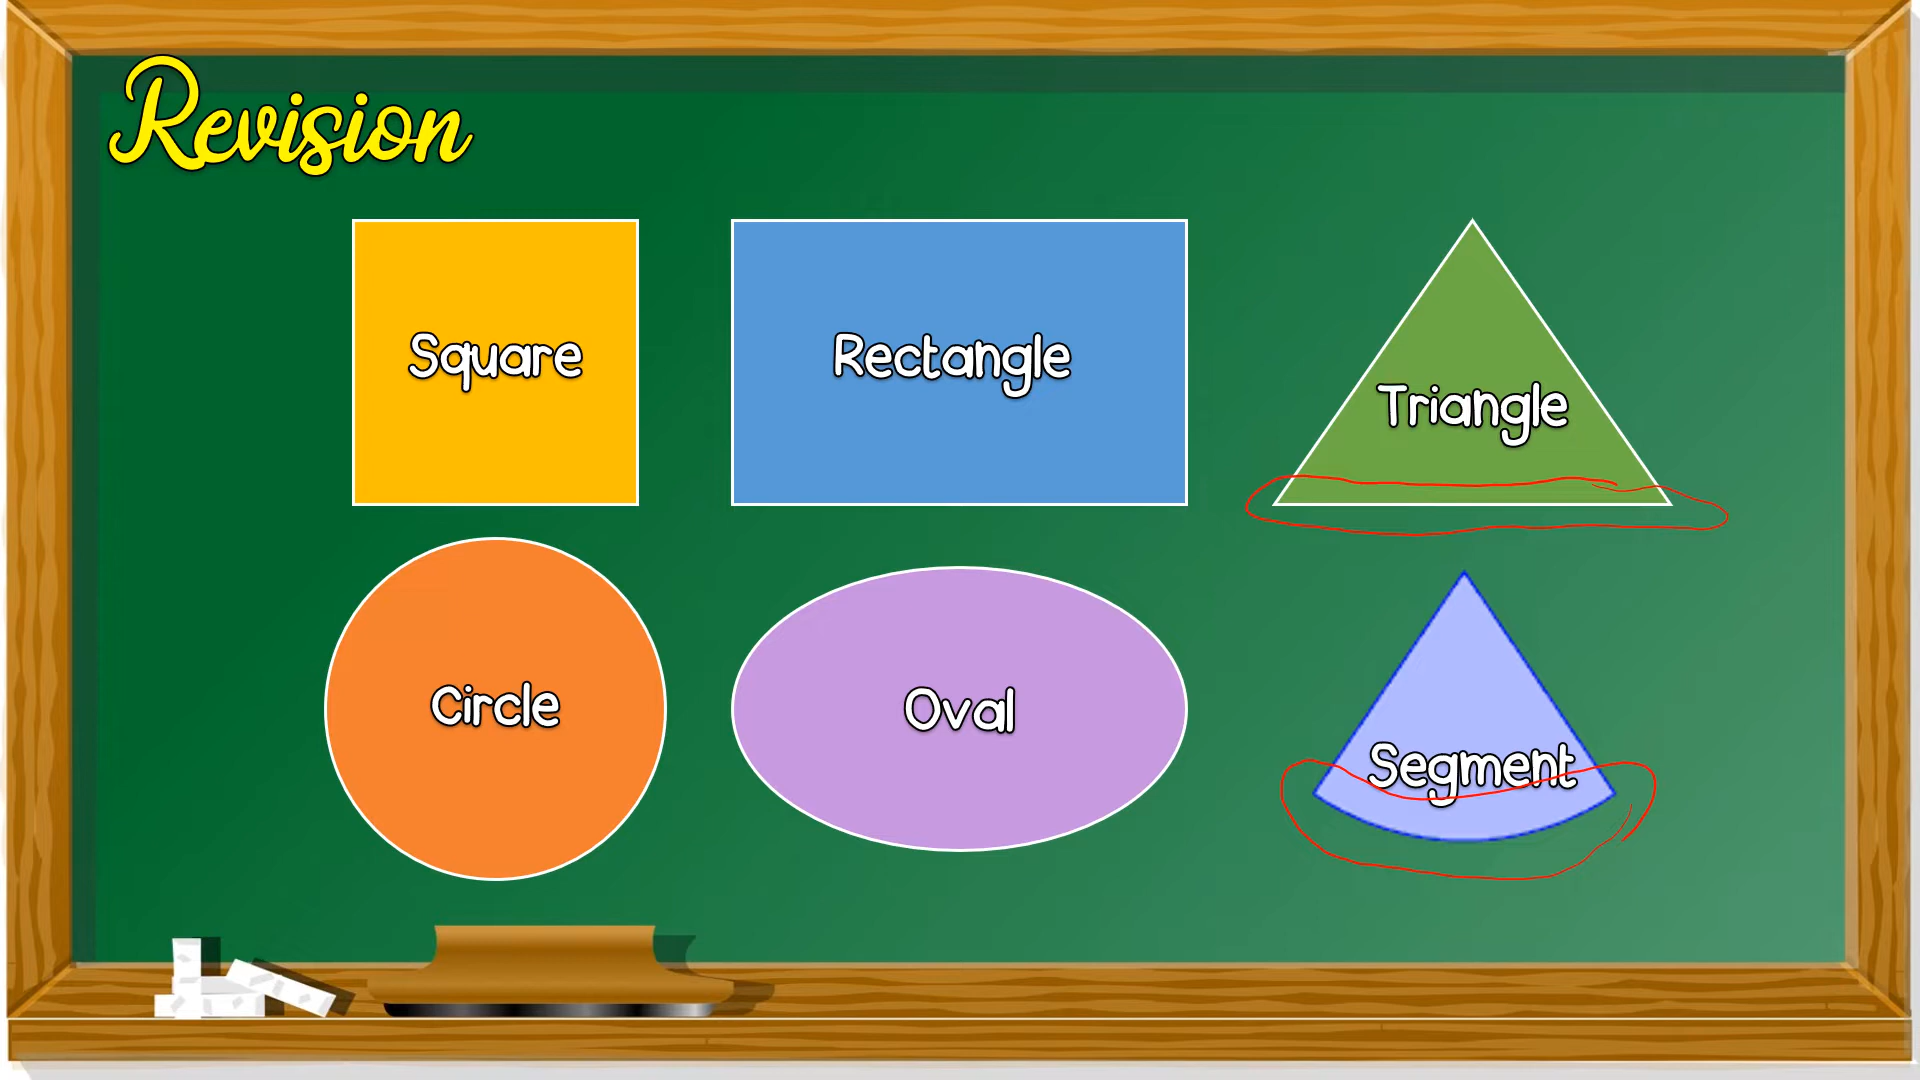 Revision
Square
Rectangle
Triangle
Circle
Oval
Segment